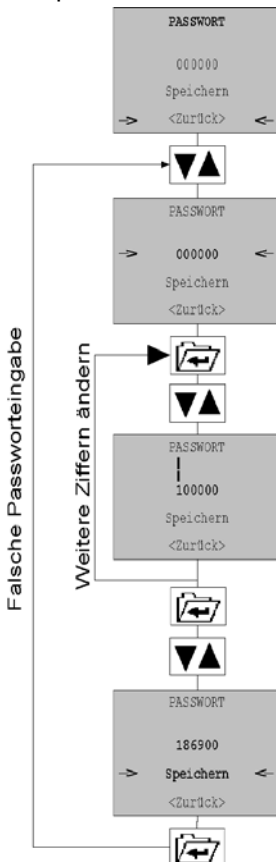 PASSWORT
000000
Speichern
-> <Zurück> <-
PASSWORT
-> 000000 <-
Speichern
<Zurück>
PASSWORT
100000
Speichern
<Zurück>
PASSWORT
186900
-> Speichern <-
<Zurück>
Falsche Passworteingabe
Weitere Ziffern ändern